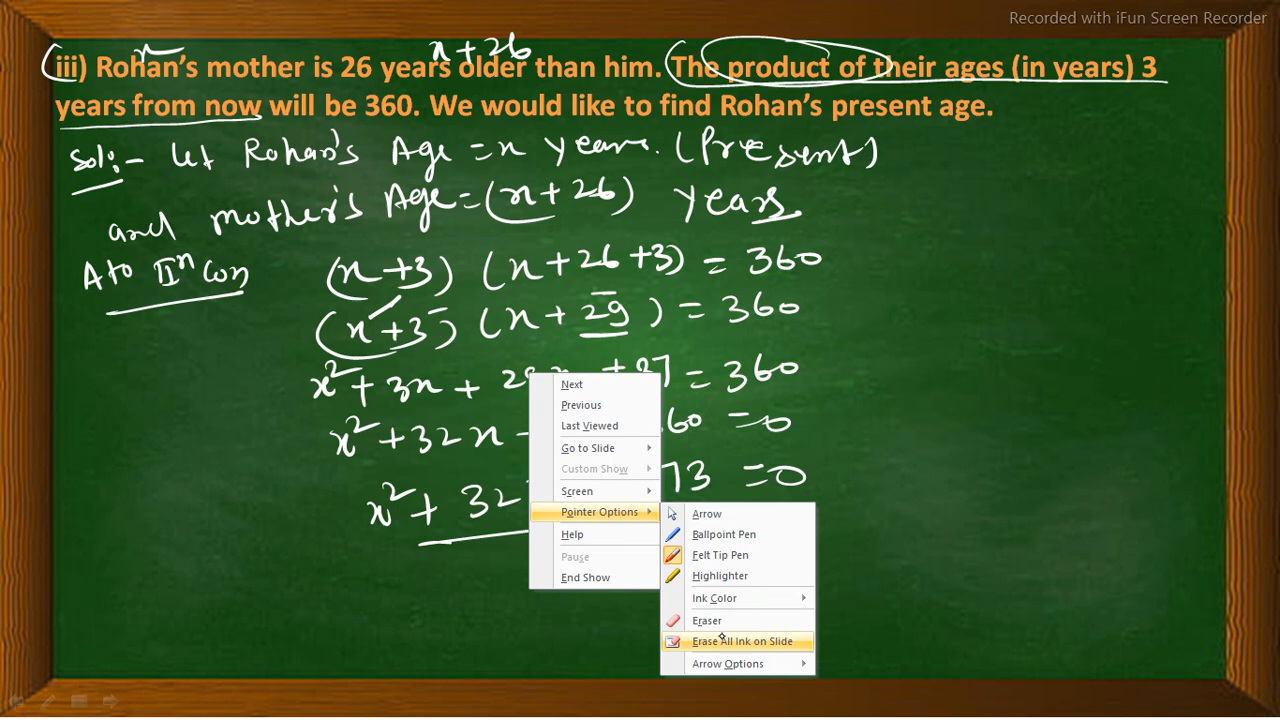 Recorded with iFun Screen Recorder
x
x+26
iii) Rohan's mother is 26 years older than him. The product of their ages (in years) 3
years from now will be 360. We would like to find Rohan's present age.
Sol:- let Rohan's Age = x years. (Present)
and mother's Age = (x+26) years
A to IIn Con
(x+3) (x+26+3) = 360
(x+3) (x+29) = 360
x²+3x+ +87 = 360
x²+32x- 60 = 0
x²+32 73 = 0
Next
Previous
Last Viewed
Go to Slide
Custom Show
Screen
Pointer Options
Help
Pause
End Show
Arrow
Ballpoint Pen
Felt Tip Pen
Highlighter
Ink Color
Eraser
Erase All Ink on Slide
Arrow Options